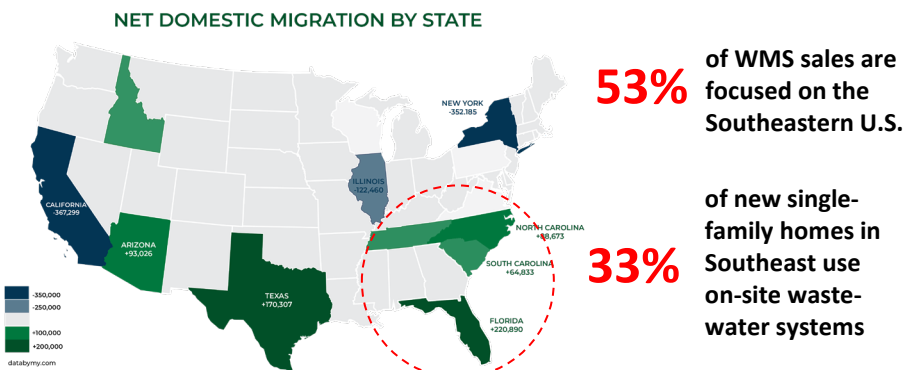 NET DOMESTIC MIGRATION BY STATE
NEW YORK
-352,185
ILLINOIS
-122,460
CALIFORNIA
-367,299
ARIZONA
+93,026
NORTH CAROLINA
+88,673
SOUTH CAROLINA
+64,833
TEXAS
+170,307
FLORIDA
+220,890
-350,000
-250,000
+100,000
+200,000
databymy.com
53%
of WMS sales are
focused on the
Southeastern U.S.
33%
of new single-
family homes in
Southeast use
on-site waste-
water systems